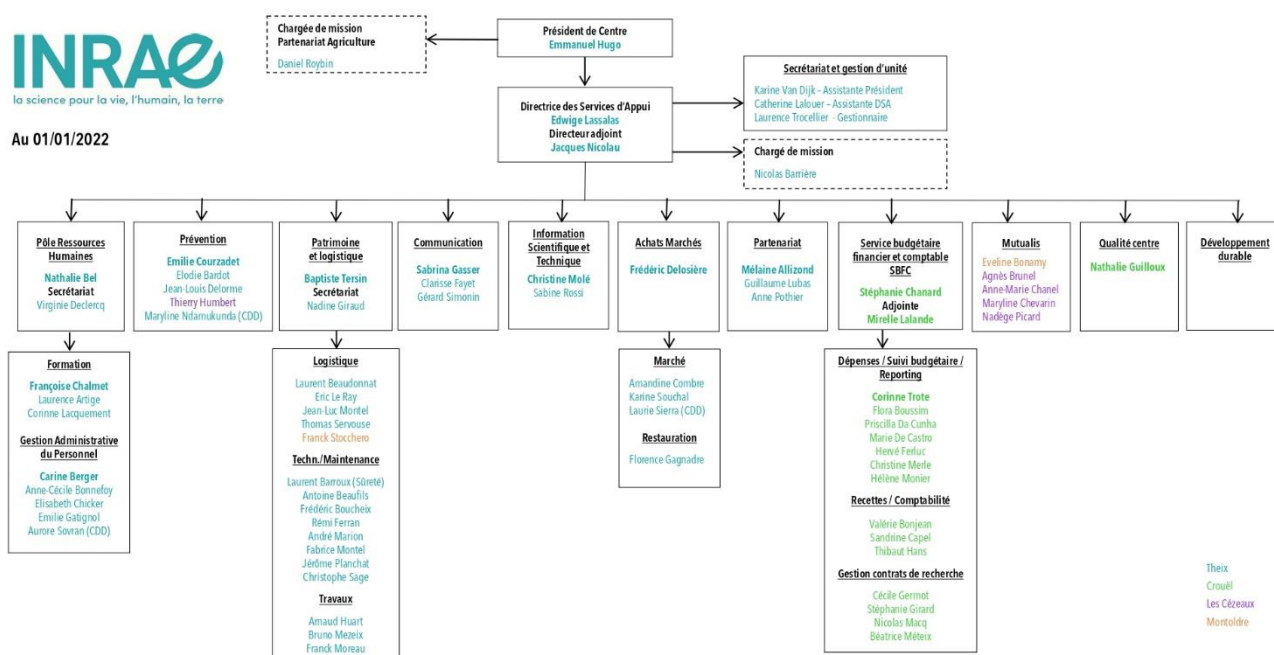 INRAE
la science pour la vie, l'humain, la terre
Au 01/01/2022
Chargée de mission
Partenariat Agriculture
Daniel Roybin
Président de Centre
Emmanuel Hugo
Directrice des Services d'Appui
Edwige Lassalas
Directeur adjoint
Jacques Nicolau
Secrétariat et gestion d'unité
Karine Van Dijk – Assistante Président
Catherine Lalouer – Assistante DSA
Laurence Trocellier - Gestionnaire
Chargé de mission
Nicolas Barrière
Pôle Ressources
Humaines
Nathalie Bel
Secrétariat
Virginie Declercq
Prévention
Emilie Courzadet
Elodie Bardot
Jean-Louis Delorme
Thierry Humbert
Maryline Ndamukunda (CDD)
Patrimoine
et logistique
Baptiste Tersin
Secrétariat
Nadine Giraud
Communication
Sabrina Gasser
Clarisse Fayet
Gérard Simonin
Information
Scientifique et
Technique
Christine Molé
Sabine Rossi
Achats Marchés
Frédéric Delosière
Partenariat
Mélaine Allizond
Guillaume Lubas
Anne Pothier
Service budgétaire
financier et comptable
SBFC
Stéphanie Chanard
Adjointe
Mirelle Lalande
Mutualis
Eveline Bonamy
Agnès Brunel
Anne-Marie Chanel
Maryline Chevarin
Nadège Picard
Qualité centre
Nathalie Guilloux
Développement
durable
Formation
Françoise Chalmet
Laurence Artige
Corinne Lacquement
Gestion Administrative
du Personnel
Carine Berger
Anne-Cécile Bonnefoy
Elisabeth Chicker
Emilie Gatignol
Aurore Sovran (CDD)
Logistique
Laurent Beaudonnat
Eric Le Ray
Jean-Luc Montel
Thomas Servouse
Franck Stocchero
Techn./Maintenance
Laurent Barroux (Sûreté)
Antoine Beaufils
Frédéric Boucheix
Rémi Ferran
André Marion
Fabrice Montel
Jérôme Planchat
Christophe Sage
Travaux
Arnaud Huart
Bruno Mezeix
Franck Moreau
Marché
Amandine Combre
Karine Souchal
Laurie Sierra (CDD)
Restauration
Florence Gagnadre
Dépenses / Suivi budgétaire /
Reporting
Corinne Trote
Flora Boussim
Priscilla Da Cunha
Marie De Castro
Hervé Ferluc
Christine Merle
Hélène Monier
Recettes / Comptabilité
Valérie Bonjean
Sandrine Capel
Thibaut Hans
Gestion contrats de recherche
Cécile Germot
Stéphanie Girard
Nicolas Macq
Béatrice Méteix
Theix
Crouël
Les Cézeaux
Montoldre